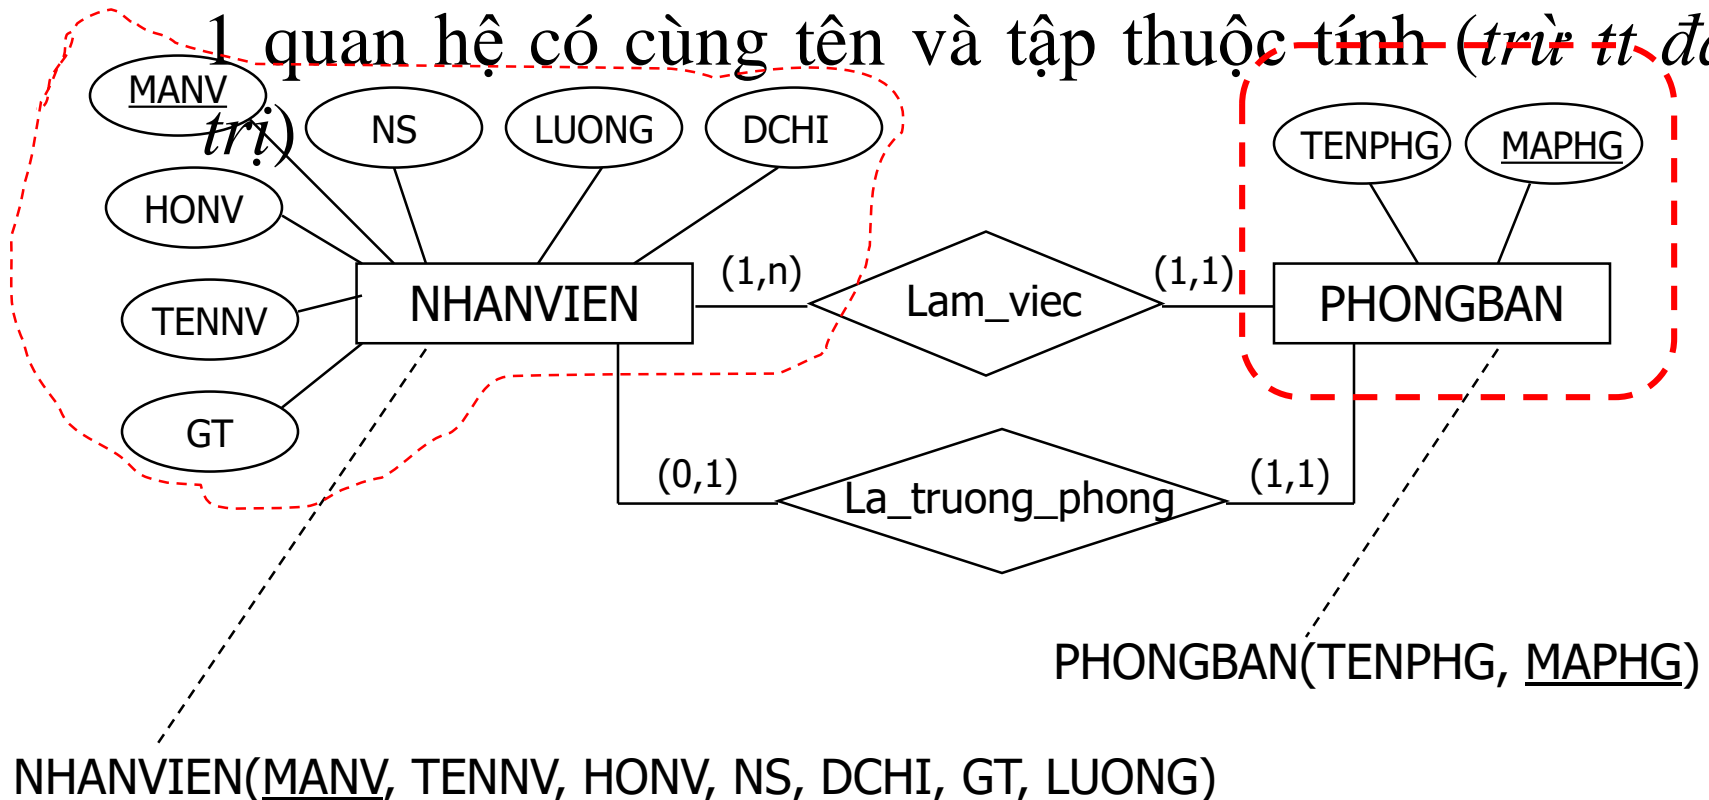 1 quan hệ có cùng tên và tập thuộc tính (trừ tt
trị)
MANV
NS
LUONG
DCHI
TENPHG
MAPHG
HONV
TENNV
GT
NHANVIEN
(1,n)
Lam_viec
(1,1)
PHONGBAN
(0,1)
La_truong_phong
(1,1)
PHONGBAN(TENPHG, MAPHG)
NHANVIEN(MANV, TENNV, HONV, NS, DCHI, GT, LUONG)